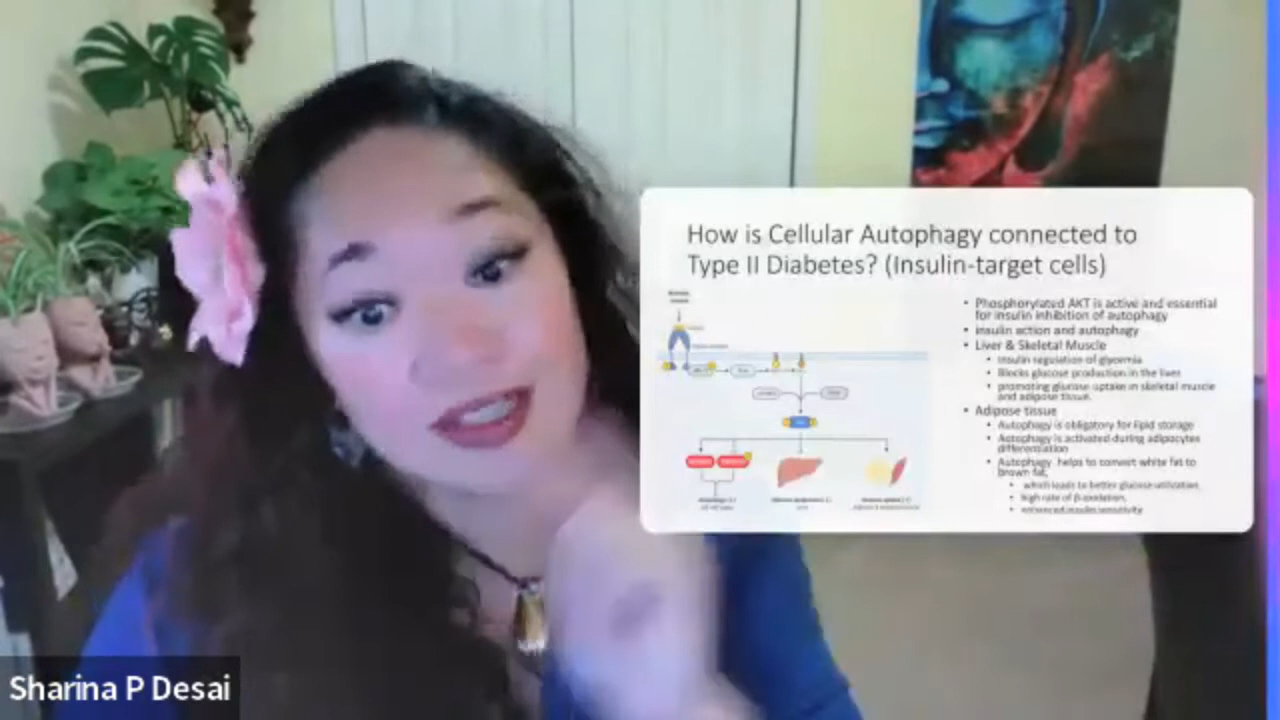 How is Cellular Autophagy connected to
Type II Diabetes? (Insulin-target cells)
• Phosphorylated AKT is active and essential
for insulin inhibition of autophagy
• insulin action and autophagy
• Liver & Skeletal Muscle
• insulin regulation of glycemia
• Blocks glucose production in the liver
• promoting glucose uptake in skeletal muscle
and adipose tissue.
• Adipose tissue
• Autophagy is obligatory for lipid storage
• Autophagy is activated during adipocytes
differentiation
• Autophagy helps to convert white fat to
brown fat,
• which leads to better glucose utilization,
• high rate of β-oxidation,
• enhanced insulin sensitivity
Sharina P Desai